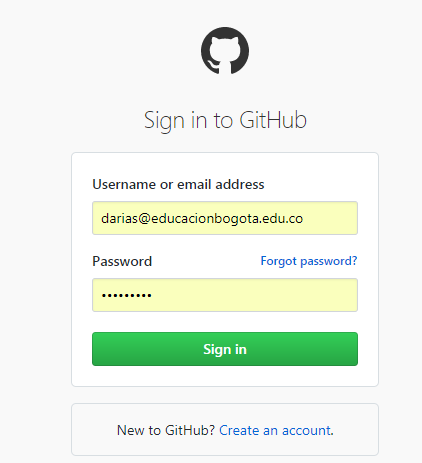 Sign in to GitHub
Username or email address
darias@educacionbogota.edu.co
Password Forgot password?
•••••••••
Sign in
New to GitHub? Create an account.